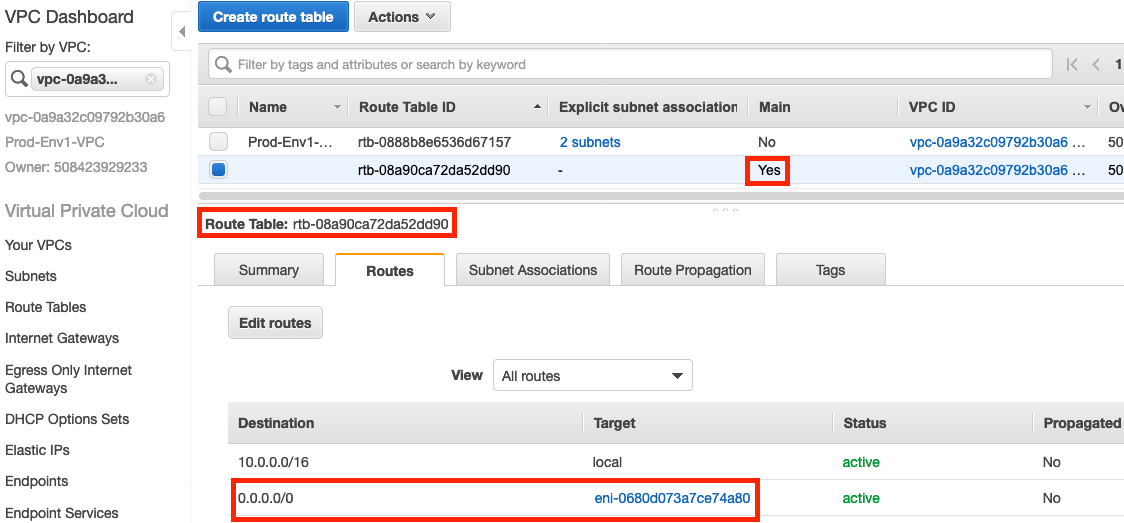 VPC Dashboard
Filter by VPC:
vpc-0a9a3...
vpc-0a9a32c09792b30a6
Prod-Env1-VPC
Owner: 508423929233
Virtual Private Cloud
Your VPCs
Subnets
Route Tables
Internet Gateways
Egress Only Internet
Gateways
DHCP Options Sets
Elastic IPs
Endpoints
Endpoint Services
Create route table Actions
Filter by tags and attributes or search by keyword 1
Name Route Table ID Explicit subnet association Main VPC ID Ow
Prod-Env1-... rtb-0888b8e6536d67157 2 subnets No vpc-0a9a32c09792b30a6 ... 50
rtb-08a90ca72da52dd90 - Yes vpc-0a9a32c09792b30a6 ... 50
Route Table: rtb-08a90ca72da52dd90
Summary Routes Subnet Associations Route Propagation Tags
Edit routes
View All routes
Destination Target Status Propagated
10.0.0.0/16 local active No
0.0.0.0/0 eni-0680d073a7ce74a80 active No